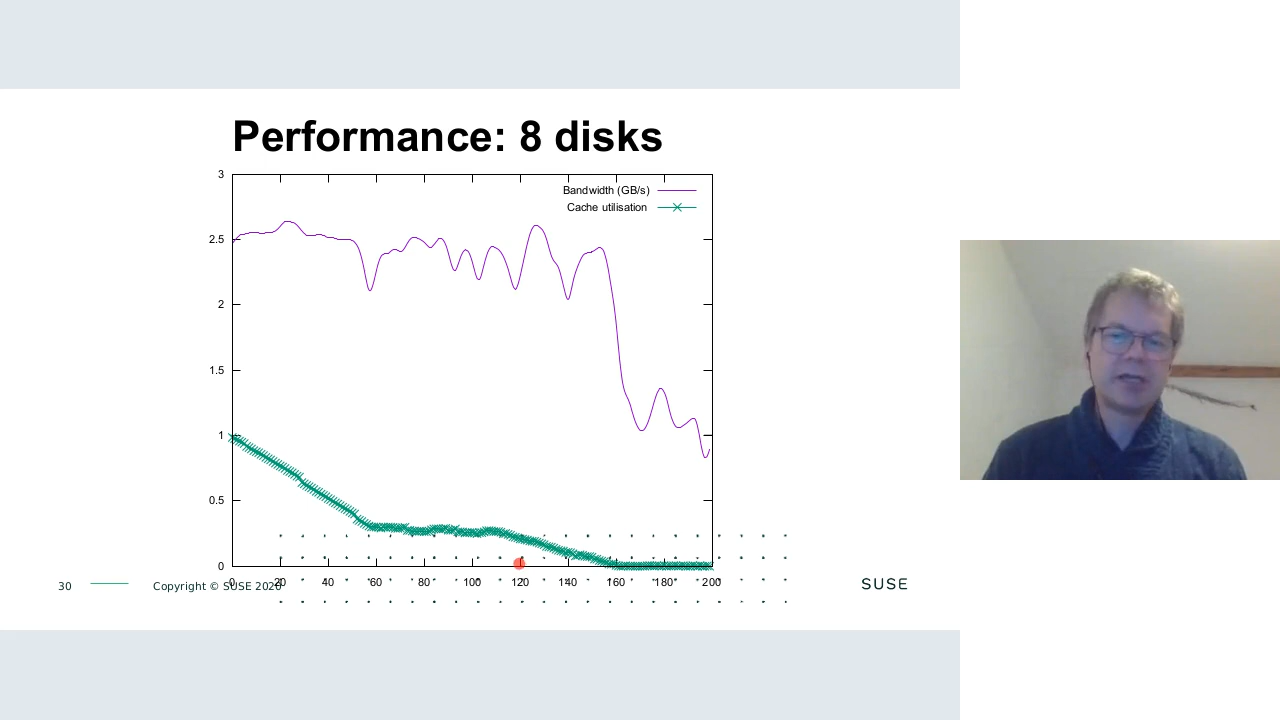 Performance: 8 disks
3
2.5
2
1.5
1
0.5
0
Bandwidth (GB/s)
Cache utilisation
0 20 40 60 80 100 120 140 160 180 200
30
Copyright © SUSE 2020
SUSE